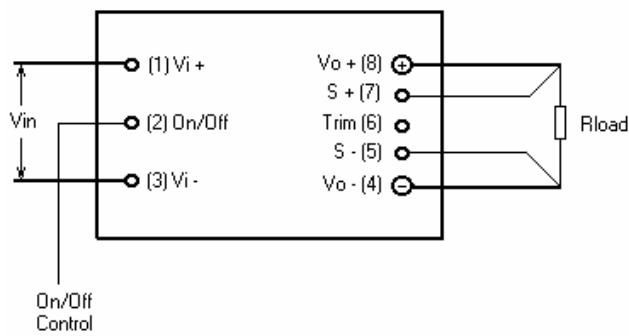 (1) Vi +
Vin
(2) On/Off
(3) Vi -
On/Off
Control
Vo + (8)
S + (7)
Trim (6)
S - (5)
Vo - (4)
Rload